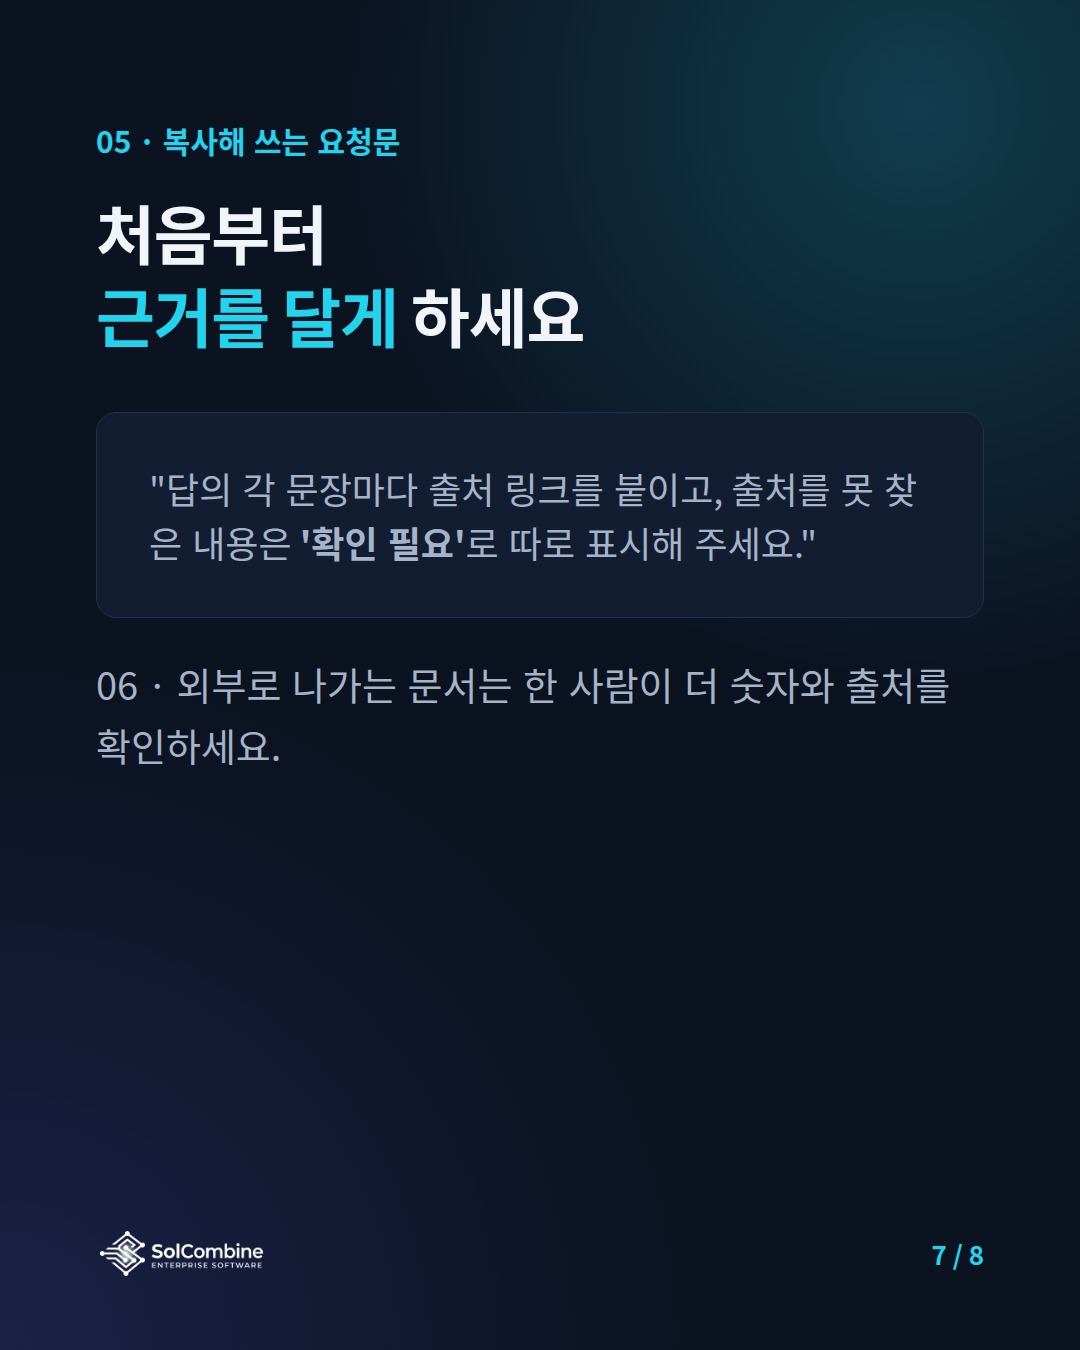 05 · 복사해 쓰는 요청문
처음부터
근거를 달게 하세요
"답의 각 문장마다 출처 링크를 붙이고, 출처를 못 찾
은 내용은 '확인 필요'로 따로 표시해 주세요."
06 · 외부로 나가는 문서는 한 사람이 더 숫자와 출처를
확인하세요.
SolCombine
ENTERPRISE SOFTWARE
7 / 8